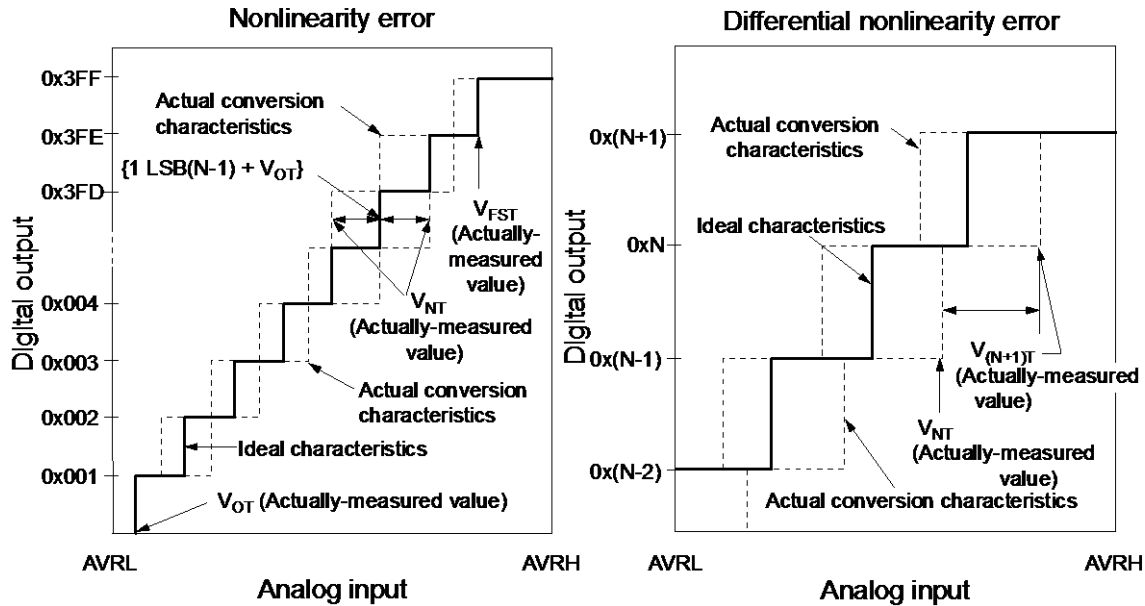 Nonlinearity error
0x3FF
0x3FE
0x3FD
0x004
0x003
0x002
0x001
Digital output
Actual conversion
characteristics
{1 LSB(N-1) + VOT}
VFST
(Actually-
measured
value)
VNT
(Actually-measured
value)
Actual conversion
characteristics
Ideal characteristics
VOT (Actually-measured value)
AVRL
AVRH
Analog input
Differential nonlinearity error
0x(N+1)
0xN
0x(N-1)
0x(N-2)
Digital output
Actual conversion
characteristics
Ideal characteristics
V(N+1)T
(Actually-measured
value)
VNT
(Actually-measured
value)
Actual conversion characteristics
AVRL
AVRH
Analog input